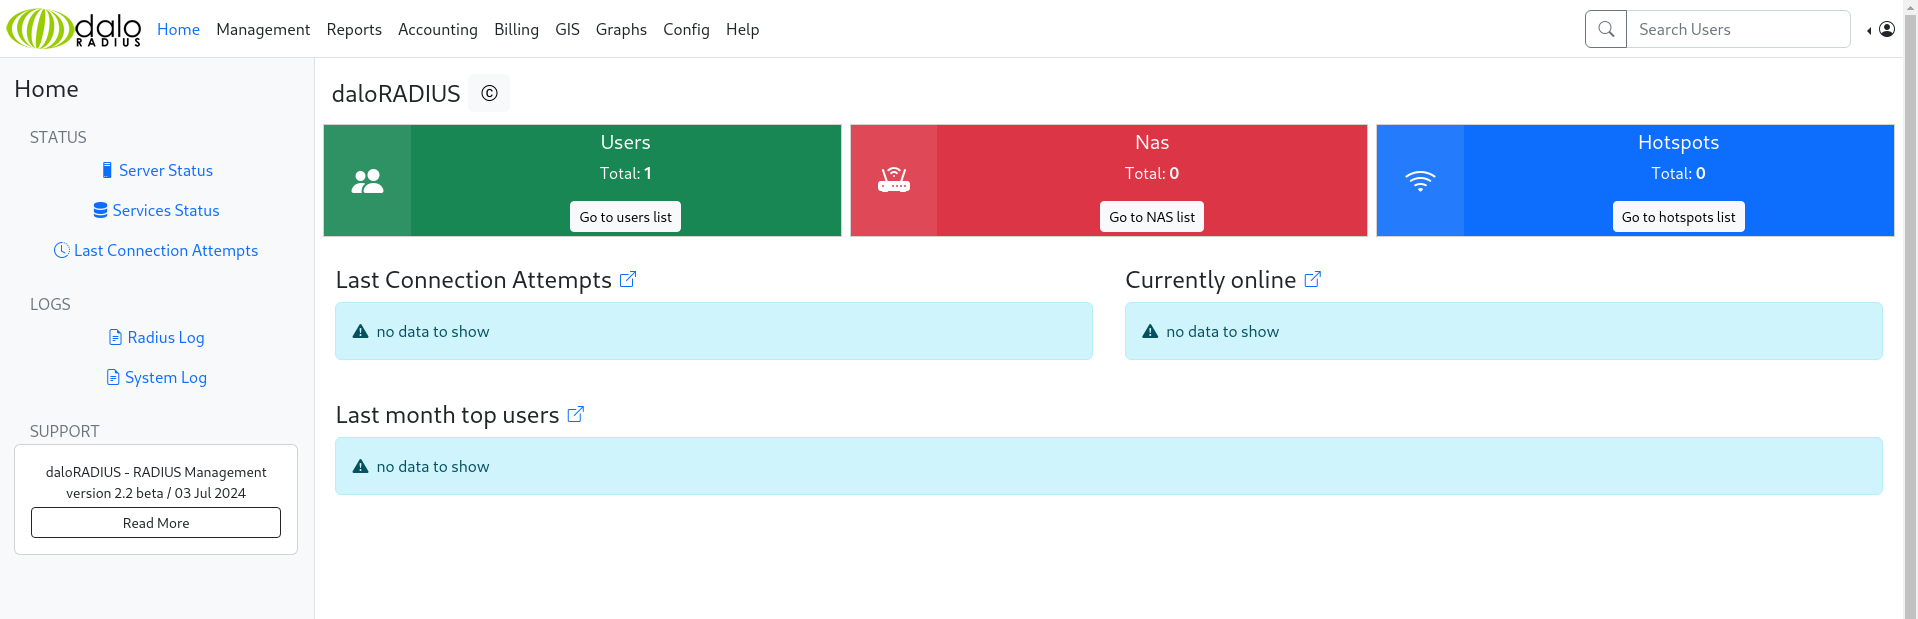 dalo
RADIUS
Home Management Reports Accounting Billing GIS Graphs Config Help
Search Users
Home
STATUS
Server Status
Services Status
Last Connection Attempts
LOGS
Radius Log
System Log
SUPPORT
daloRADIUS - RADIUS Management
version 2.2 beta / 03 Jul 2024
Read More
daloRADIUS ©
Users
Total: 1
Go to users list
Nas
Total: 0
Go to NAS list
Hotspots
Total: 0
Go to hotspots list
Last Connection Attempts
no data to show
Currently online
no data to show
Last month top users
no data to show